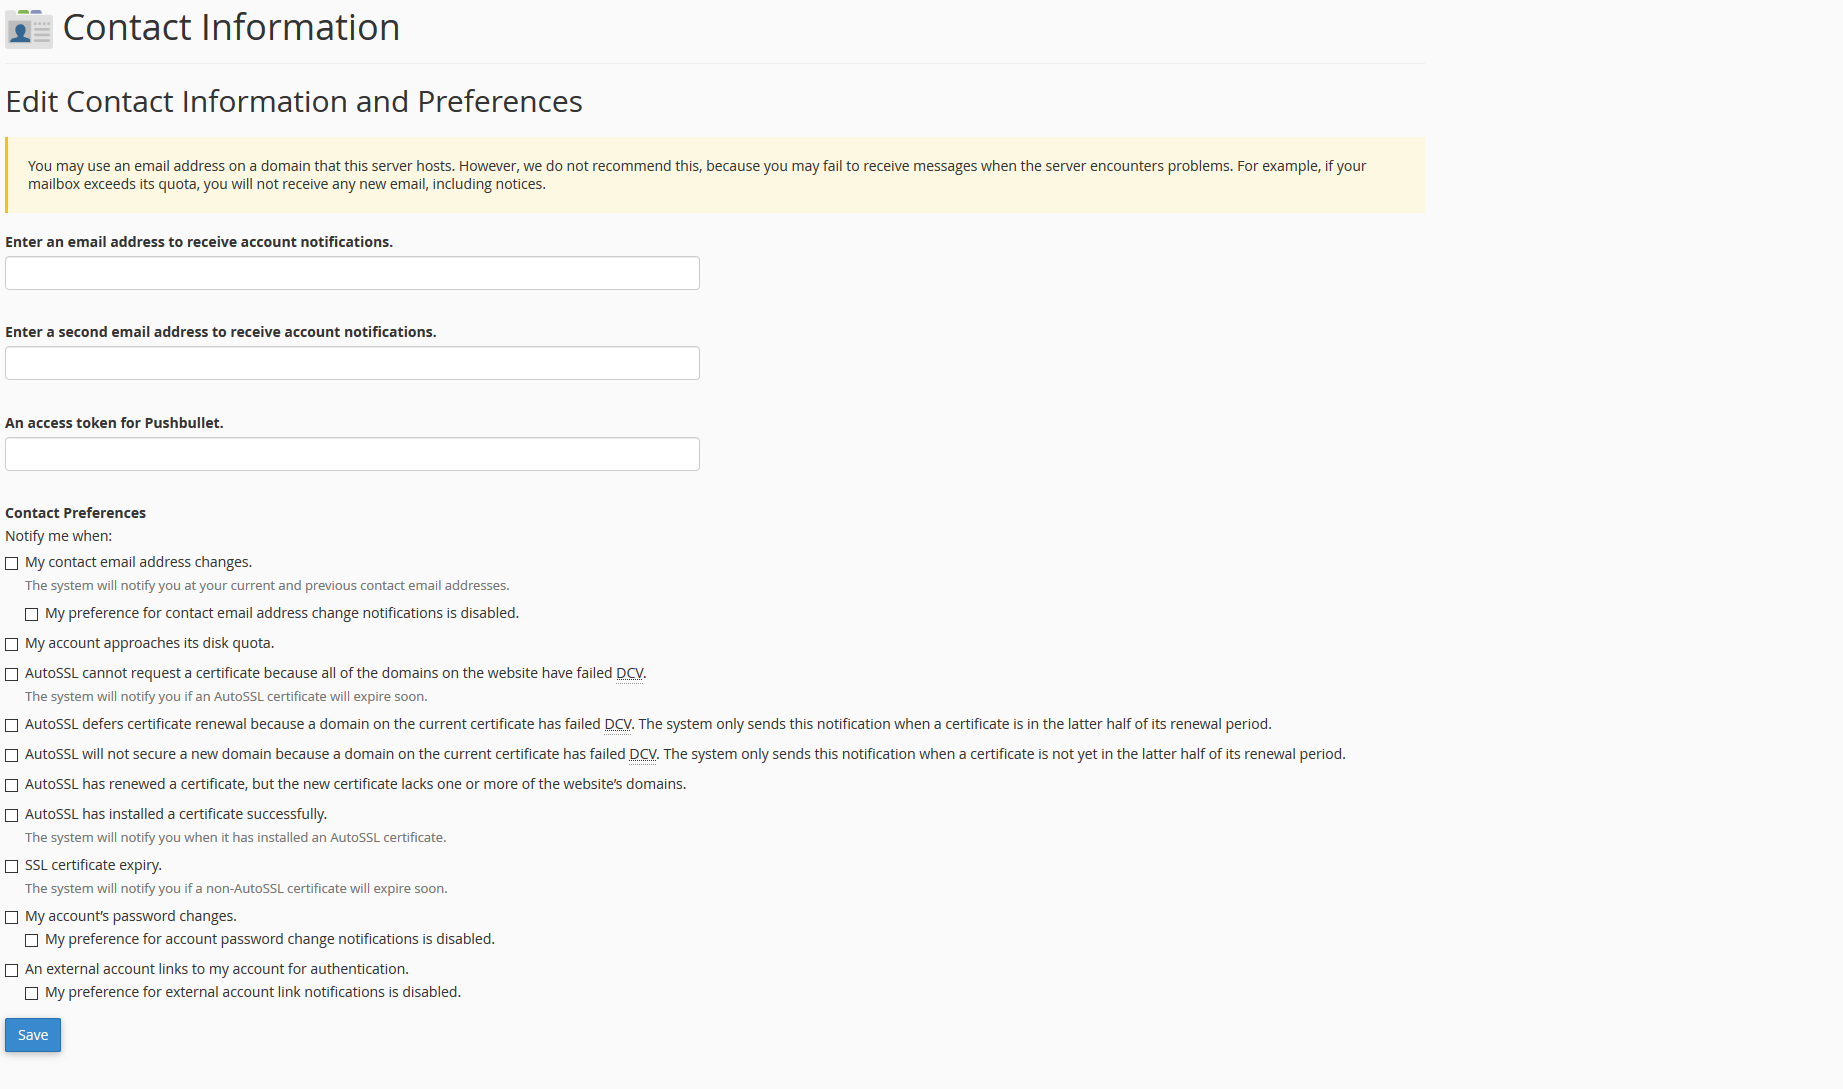 Contact Information
Edit Contact Information and Preferences
You may use an email address on a domain that this server hosts. However, we do not recommend this, because you may fail to receive messages when the server encounters problems. For example, if your
mailbox exceeds its quota, you will not receive any new email, including notices.
Enter an email address to receive account notifications.
Enter a second email address to receive account notifications.
An access token for Pushbullet.
Contact Preferences
Notify me when:
My contact email address changes.
The system will notify you at your current and previous contact email addresses.
My preference for contact email address change notifications is disabled.
My account approaches its disk quota.
AutoSSL cannot request a certificate because all of the domains on the website have failed DCV.
The system will notify you if an AutoSSL certificate will expire soon.
AutoSSL defers certificate renewal because a domain on the current certificate has failed DCV. The system only sends this notification when a certificate is in the latter half of its renewal period.
AutoSSL will not secure a new domain because a domain on the current certificate has failed DCV. The system only sends this notification when a certificate is not yet in the latter half of its renewal period.
AutoSSL has renewed a certificate, but the new certificate lacks one or more of the website’s domains.
AutoSSL has installed a certificate successfully.
The system will notify you when it has installed an AutoSSL certificate.
SSL certificate expiry.
The system will notify you if a non-AutoSSL certificate will expire soon.
My account’s password changes.
My preference for account password change notifications is disabled.
An external account links to my account for authentication.
My preference for external account link notifications is disabled.
Save